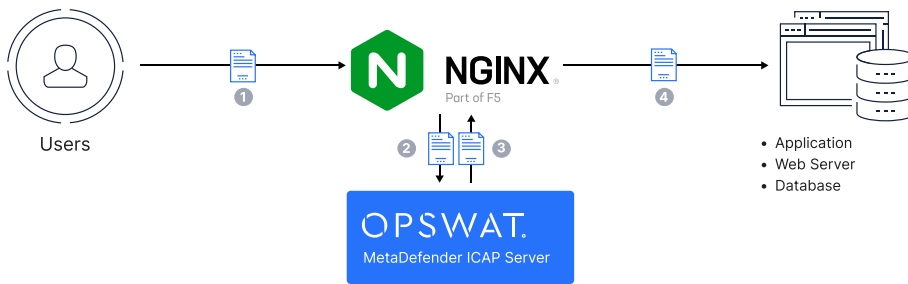 1
N
NGINX®
Part of F5
4
Users
2
3
• Application
• Web Server
• Database
OPSWAT.
MetaDefender ICAP Server